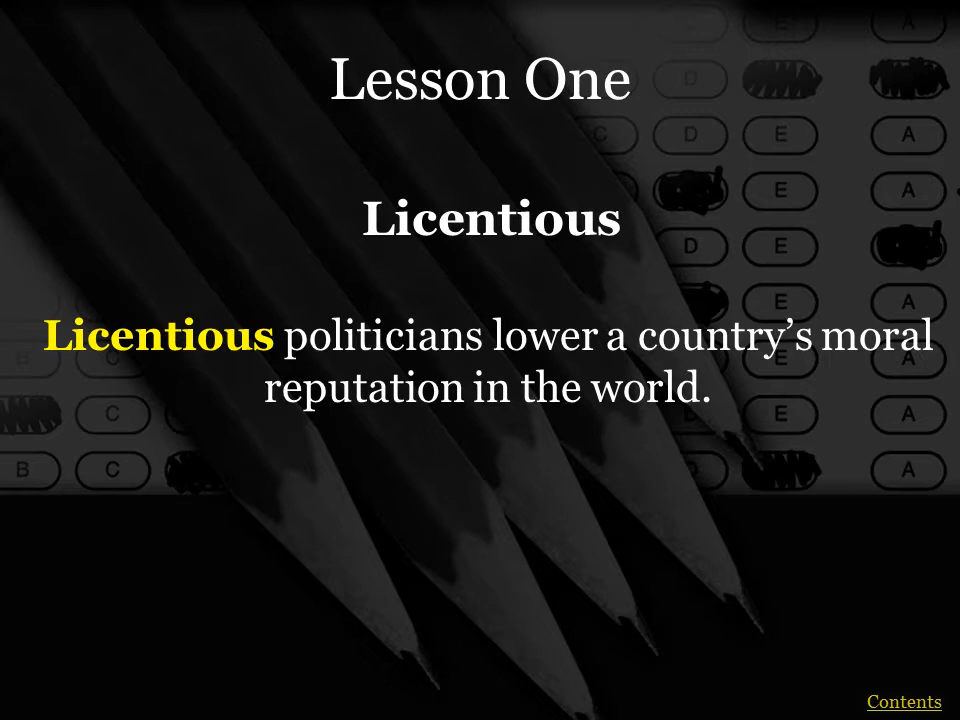 Lesson One
Licentious
Licentious politicians lower a country’s moral
reputation in the world.
E A
D
C D E A
E A
D E
E A
B C E A
C E A
B C A
Contents